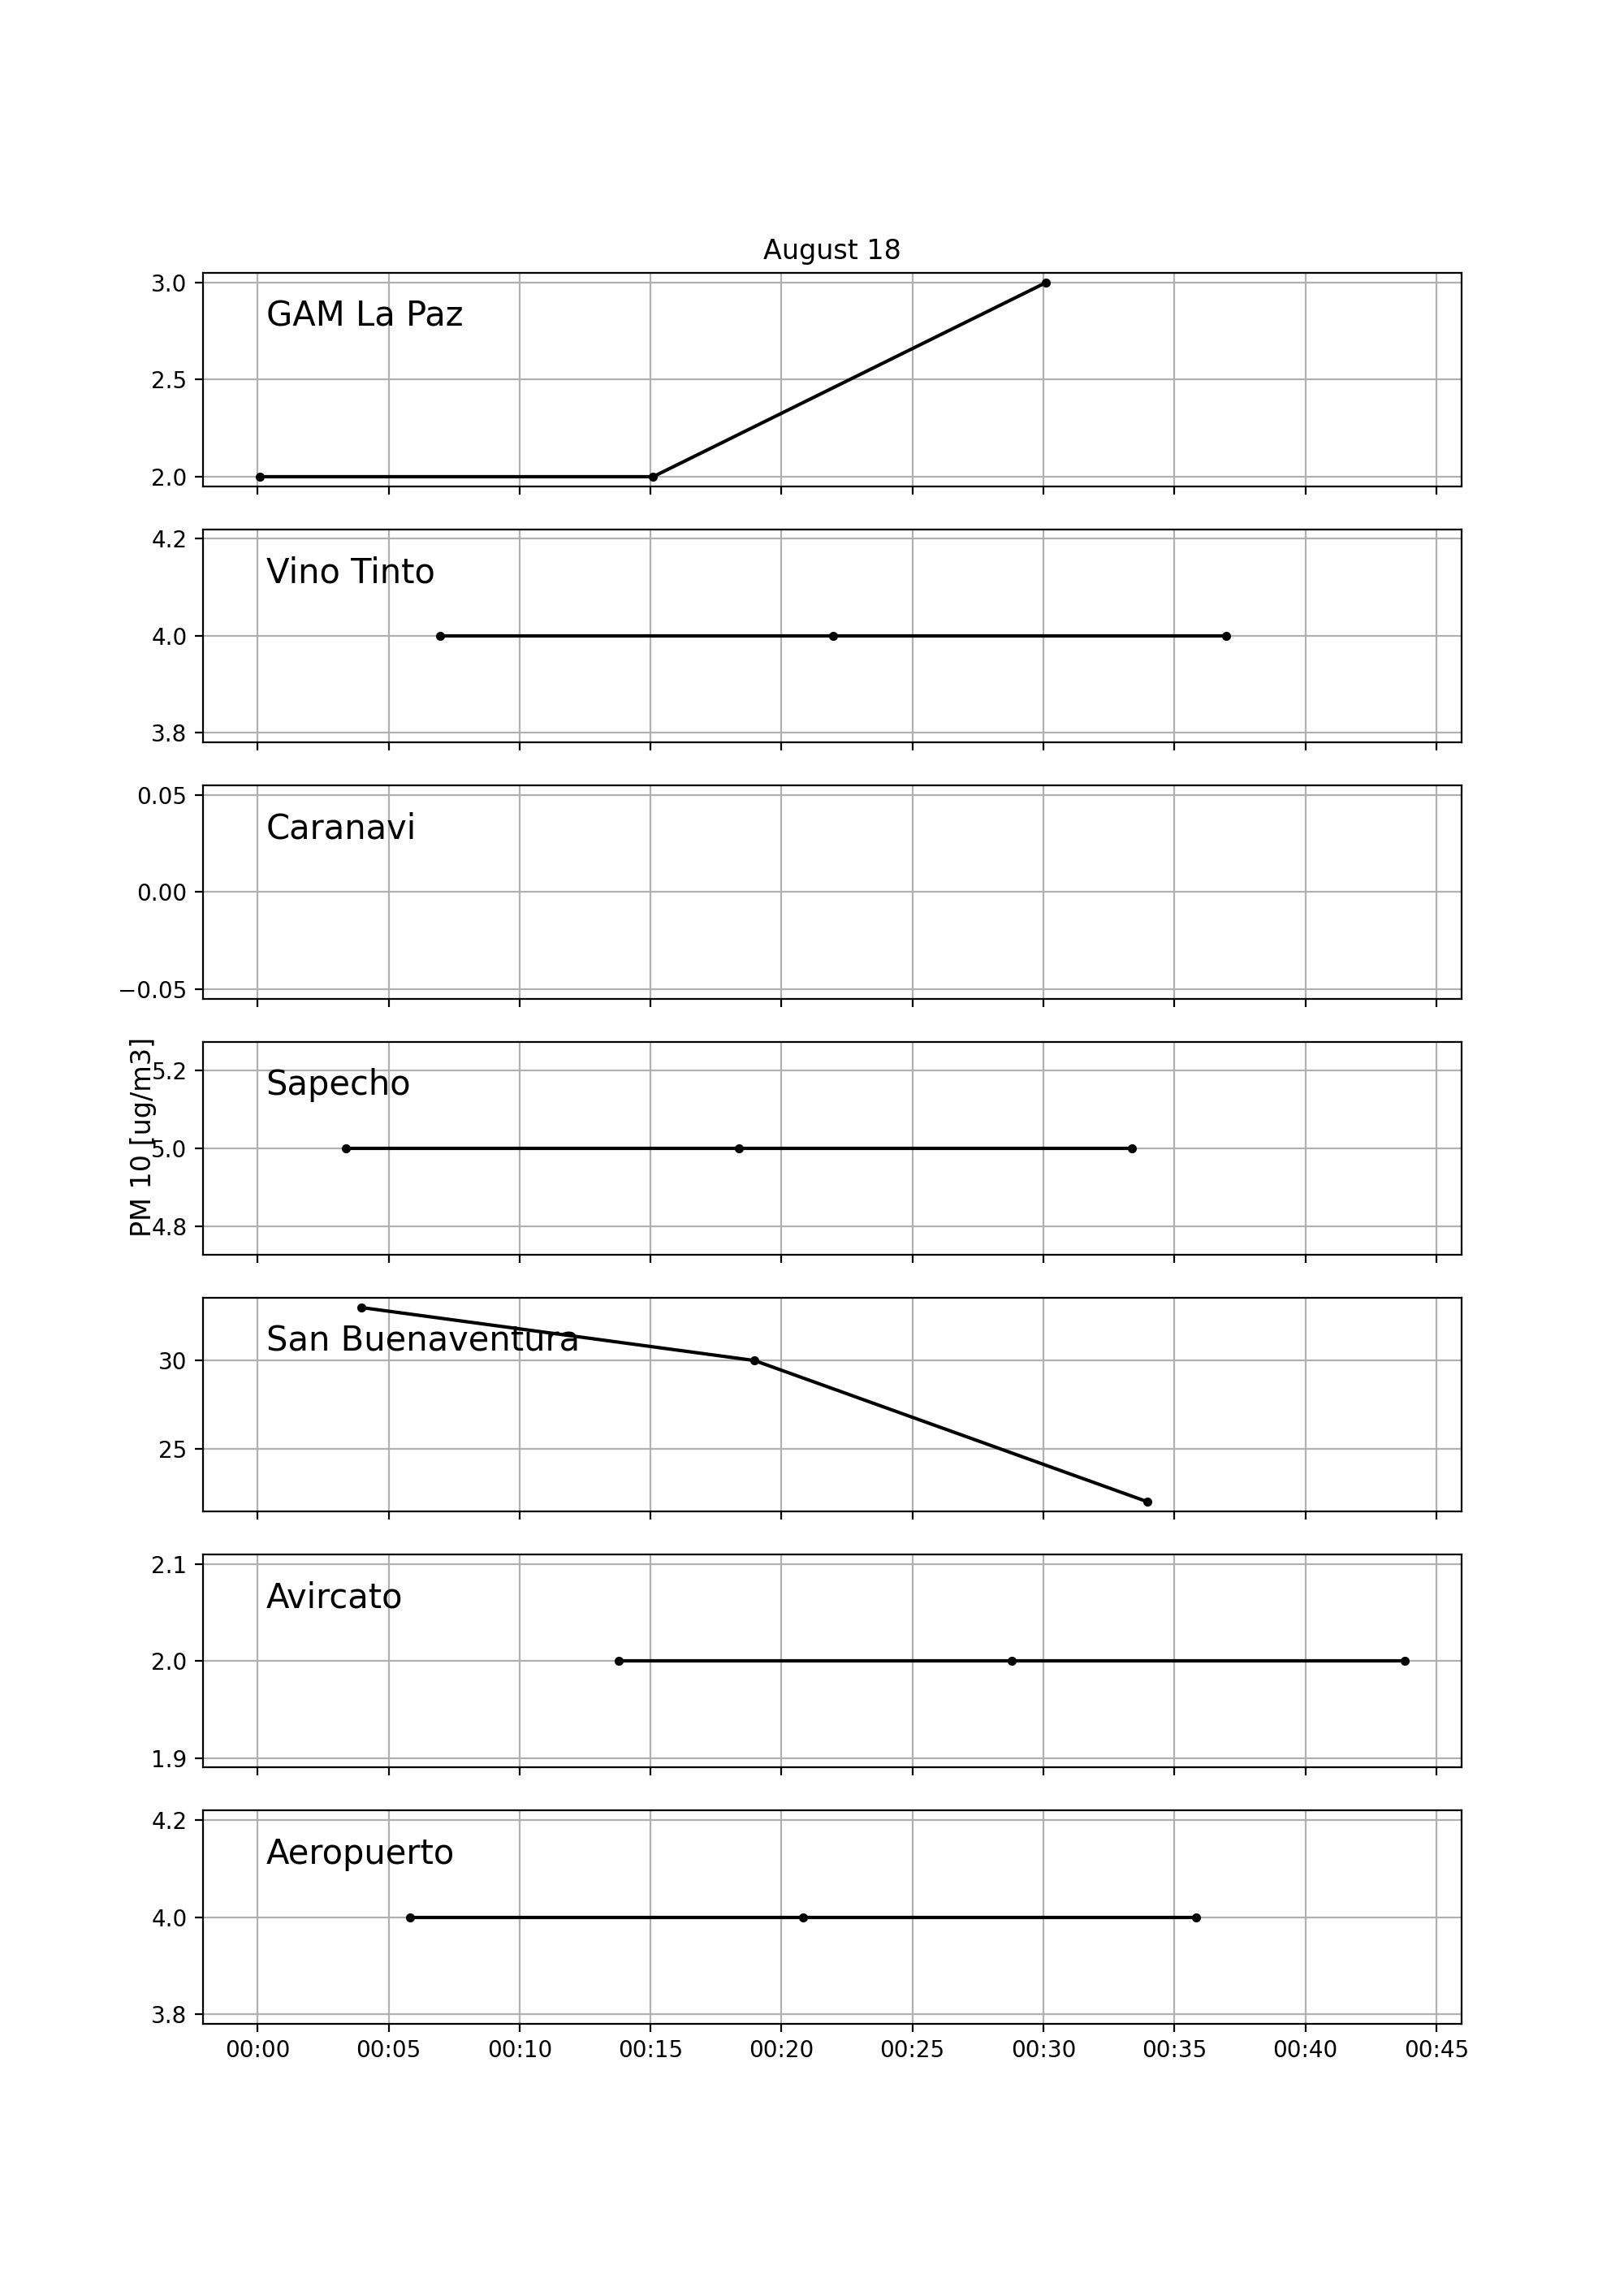 August 18
3.0
GAM La Paz
2.5
2.0
4.2
Vino Tinto
4.0
3.8
0.05
Caranavi
0.00
−0.05
PM 10 [ug/m3]
5.2
Sapecho
5.0
4.8
San Buenaventura
30
25
2.1
Avircato
2.0
1.9
4.2
Aeropuerto
4.0
3.8
00:00 00:05 00:10 00:15 00:20 00:25 00:30 00:35 00:40 00:45